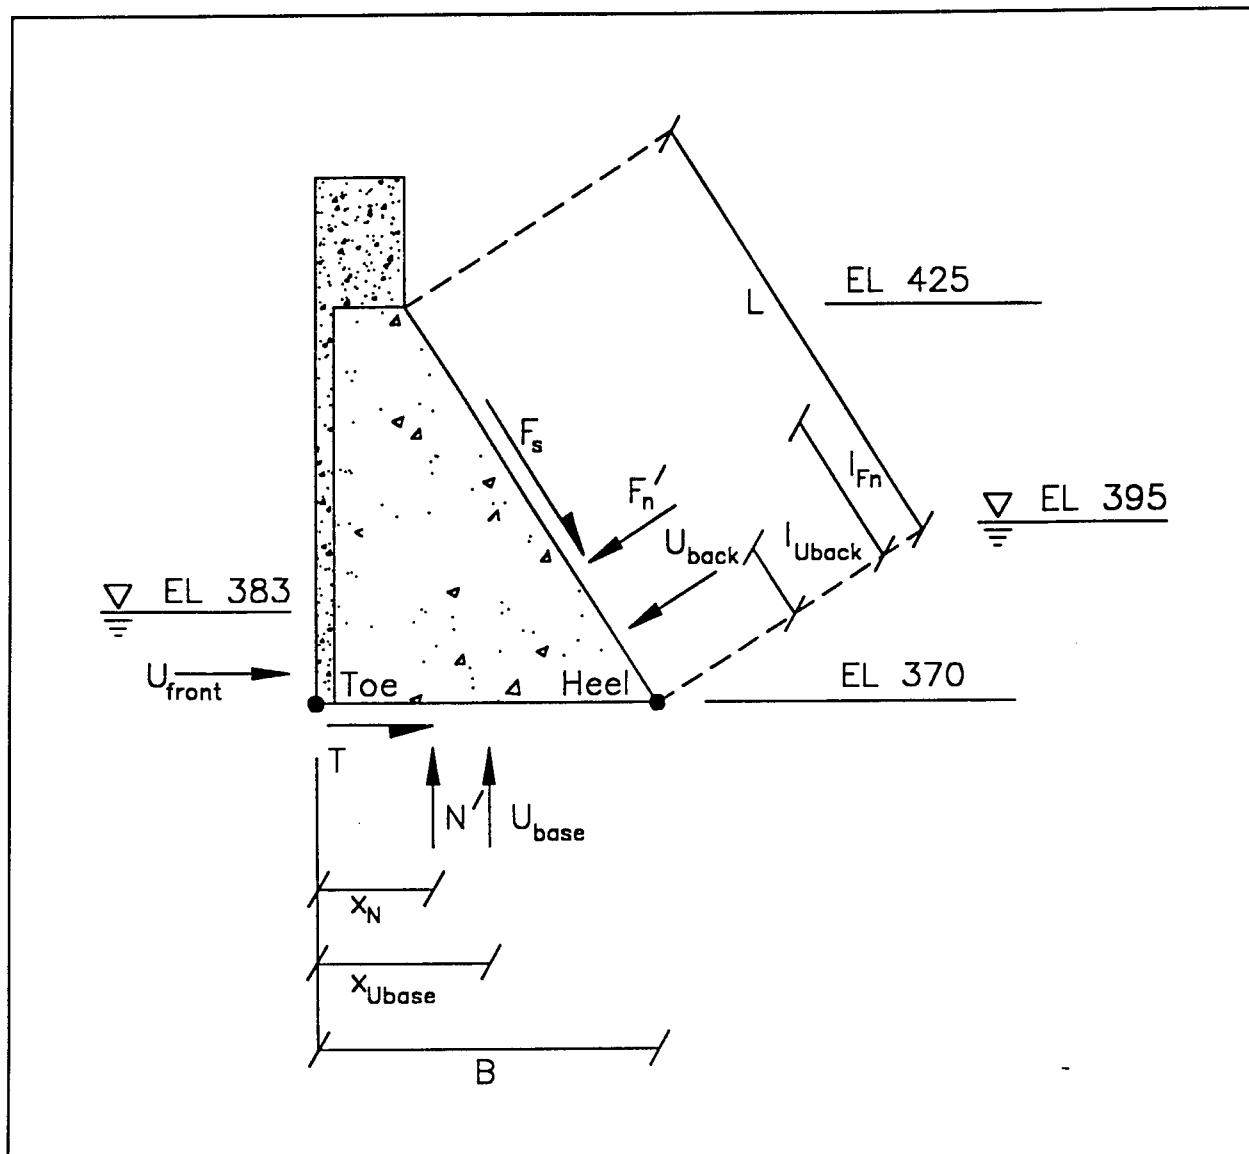 EL 425
L
F_s
F_n′
l_Fn
EL 395
U_back
l_Uback
EL 383
U_front
Toe
Heel
EL 370
T
N′
U_base
x_N
x_Ubase
B